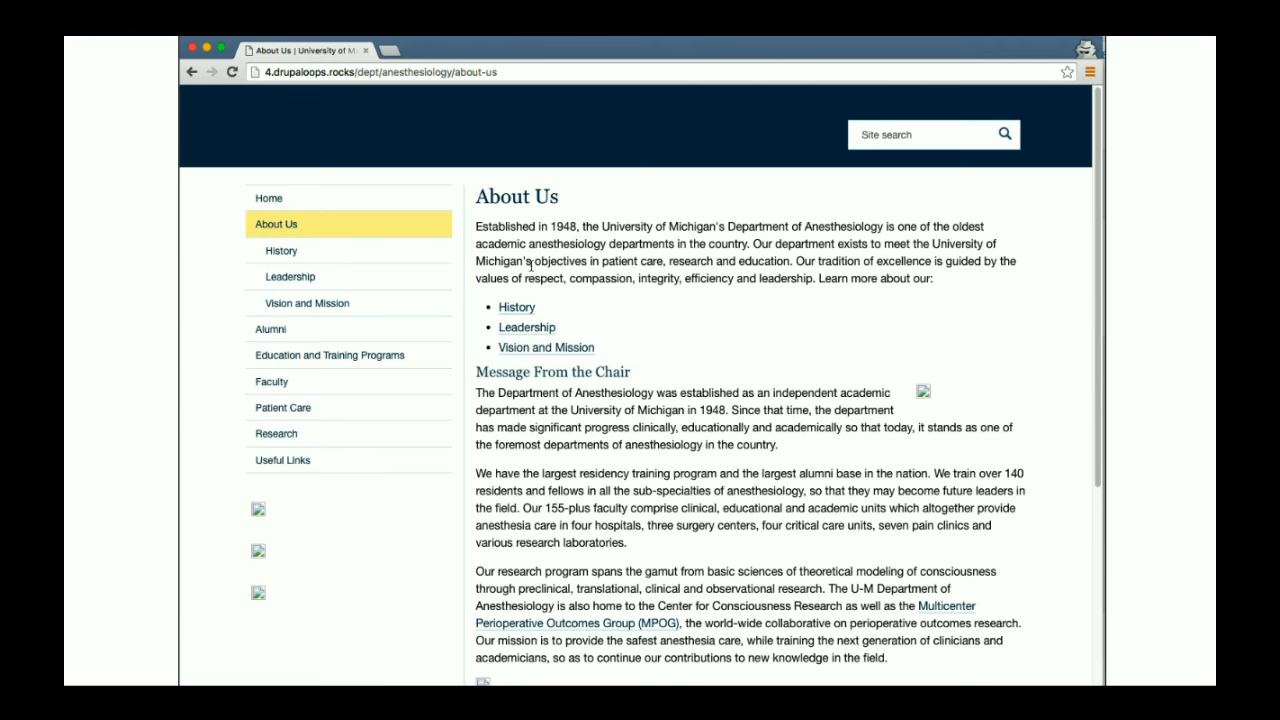 About Us | University of M
4.drupaloops.rocks/dept/anesthesiology/about-us
Site search
Home
About Us
History
Leadership
Vision and Mission
Alumni
Education and Training Programs
Faculty
Patient Care
Research
Useful Links
About Us
Established in 1948, the University of Michigan's Department of Anesthesiology is one of the oldest
academic anesthesiology departments in the country. Our department exists to meet the University of
Michigan's objectives in patient care, research and education. Our tradition of excellence is guided by the
values of respect, compassion, integrity, efficiency and leadership. Learn more about our:
• History
• Leadership
• Vision and Mission
Message From the Chair
The Department of Anesthesiology was established as an independent academic
department at the University of Michigan in 1948. Since that time, the department
has made significant progress clinically, educationally and academically so that today, it stands as one of
the foremost departments of anesthesiology in the country.
We have the largest residency training program and the largest alumni base in the nation. We train over 140
residents and fellows in all the sub-specialties of anesthesiology, so that they may become future leaders in
the field. Our 155-plus faculty comprise clinical, educational and academic units which altogether provide
anesthesia care in four hospitals, three surgery centers, four critical care units, seven pain clinics and
various research laboratories.
Our research program spans the gamut from basic sciences of theoretical modeling of consciousness
through preclinical, translational, clinical and observational research. The U-M Department of
Anesthesiology is also home to the Center for Consciousness Research as well as the Multicenter
Perioperative Outcomes Group (MPOG), the world-wide collaborative on perioperative outcomes research.
Our mission is to provide the safest anesthesia care, while training the next generation of clinicians and
academicians, so as to continue our contributions to new knowledge in the field.